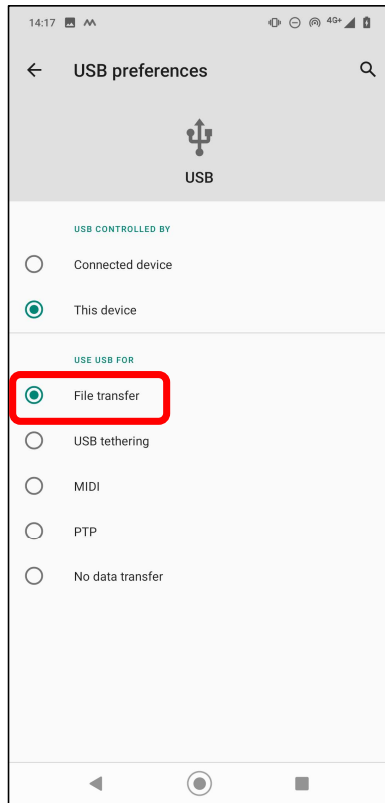 14:17 4G+
USB preferences
USB
USB CONTROLLED BY
Connected device
This device
USE USB FOR
File transfer
USB tethering
MIDI
PTP
No data transfer